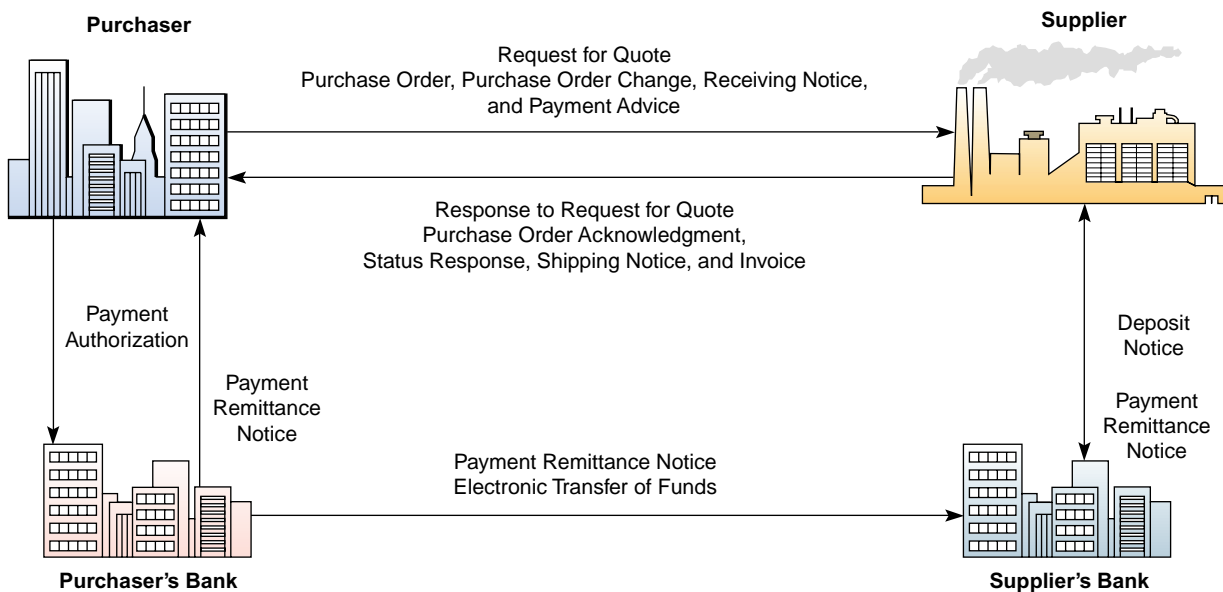 Purchaser
Supplier
Request for Quote
Purchase Order, Purchase Order Change, Receiving Notice,
and Payment Advice
Response to Request for Quote
Purchase Order Acknowledgment,
Status Response, Shipping Notice, and Invoice
Payment
Authorization
Payment
Remittance
Notice
Deposit
Notice
Payment
Remittance
Notice
Payment Remittance Notice
Electronic Transfer of Funds
Purchaser's Bank
Supplier's Bank